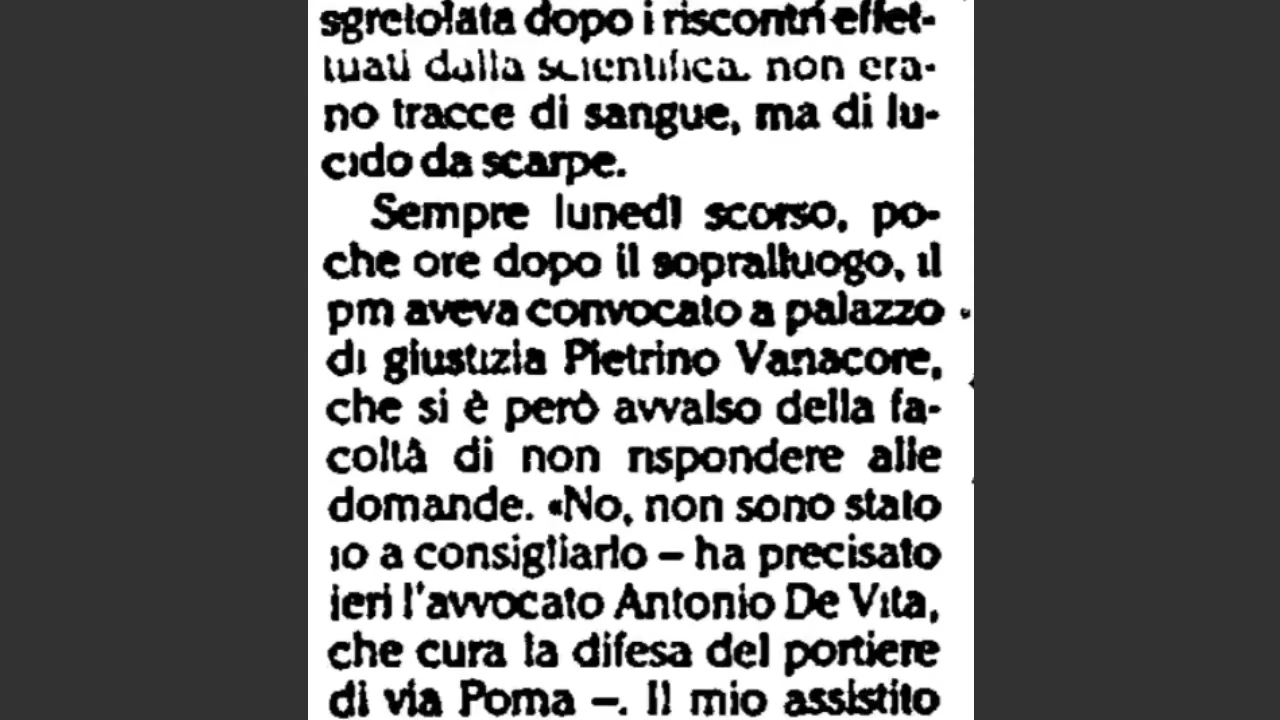 sgretolata dopo i riscontri effet-
tuati dalla scientifica. non era-
no tracce di sangue, ma di lu-
cido da scarpe.
Sempre lunedì scorso, po-
che ore dopo il sopralluogo, il
pm aveva convocato a palazzo
di giustizia Pietrino Vanacore,
che si è però avvalso della fa-
coltà di non rispondere alle
domande. «No, non sono stato
io a consigliarlo – ha precisato
ieri l'avvocato Antonio De Vita,
che cura la difesa del portiere
di via Poma –. Il mio assistito